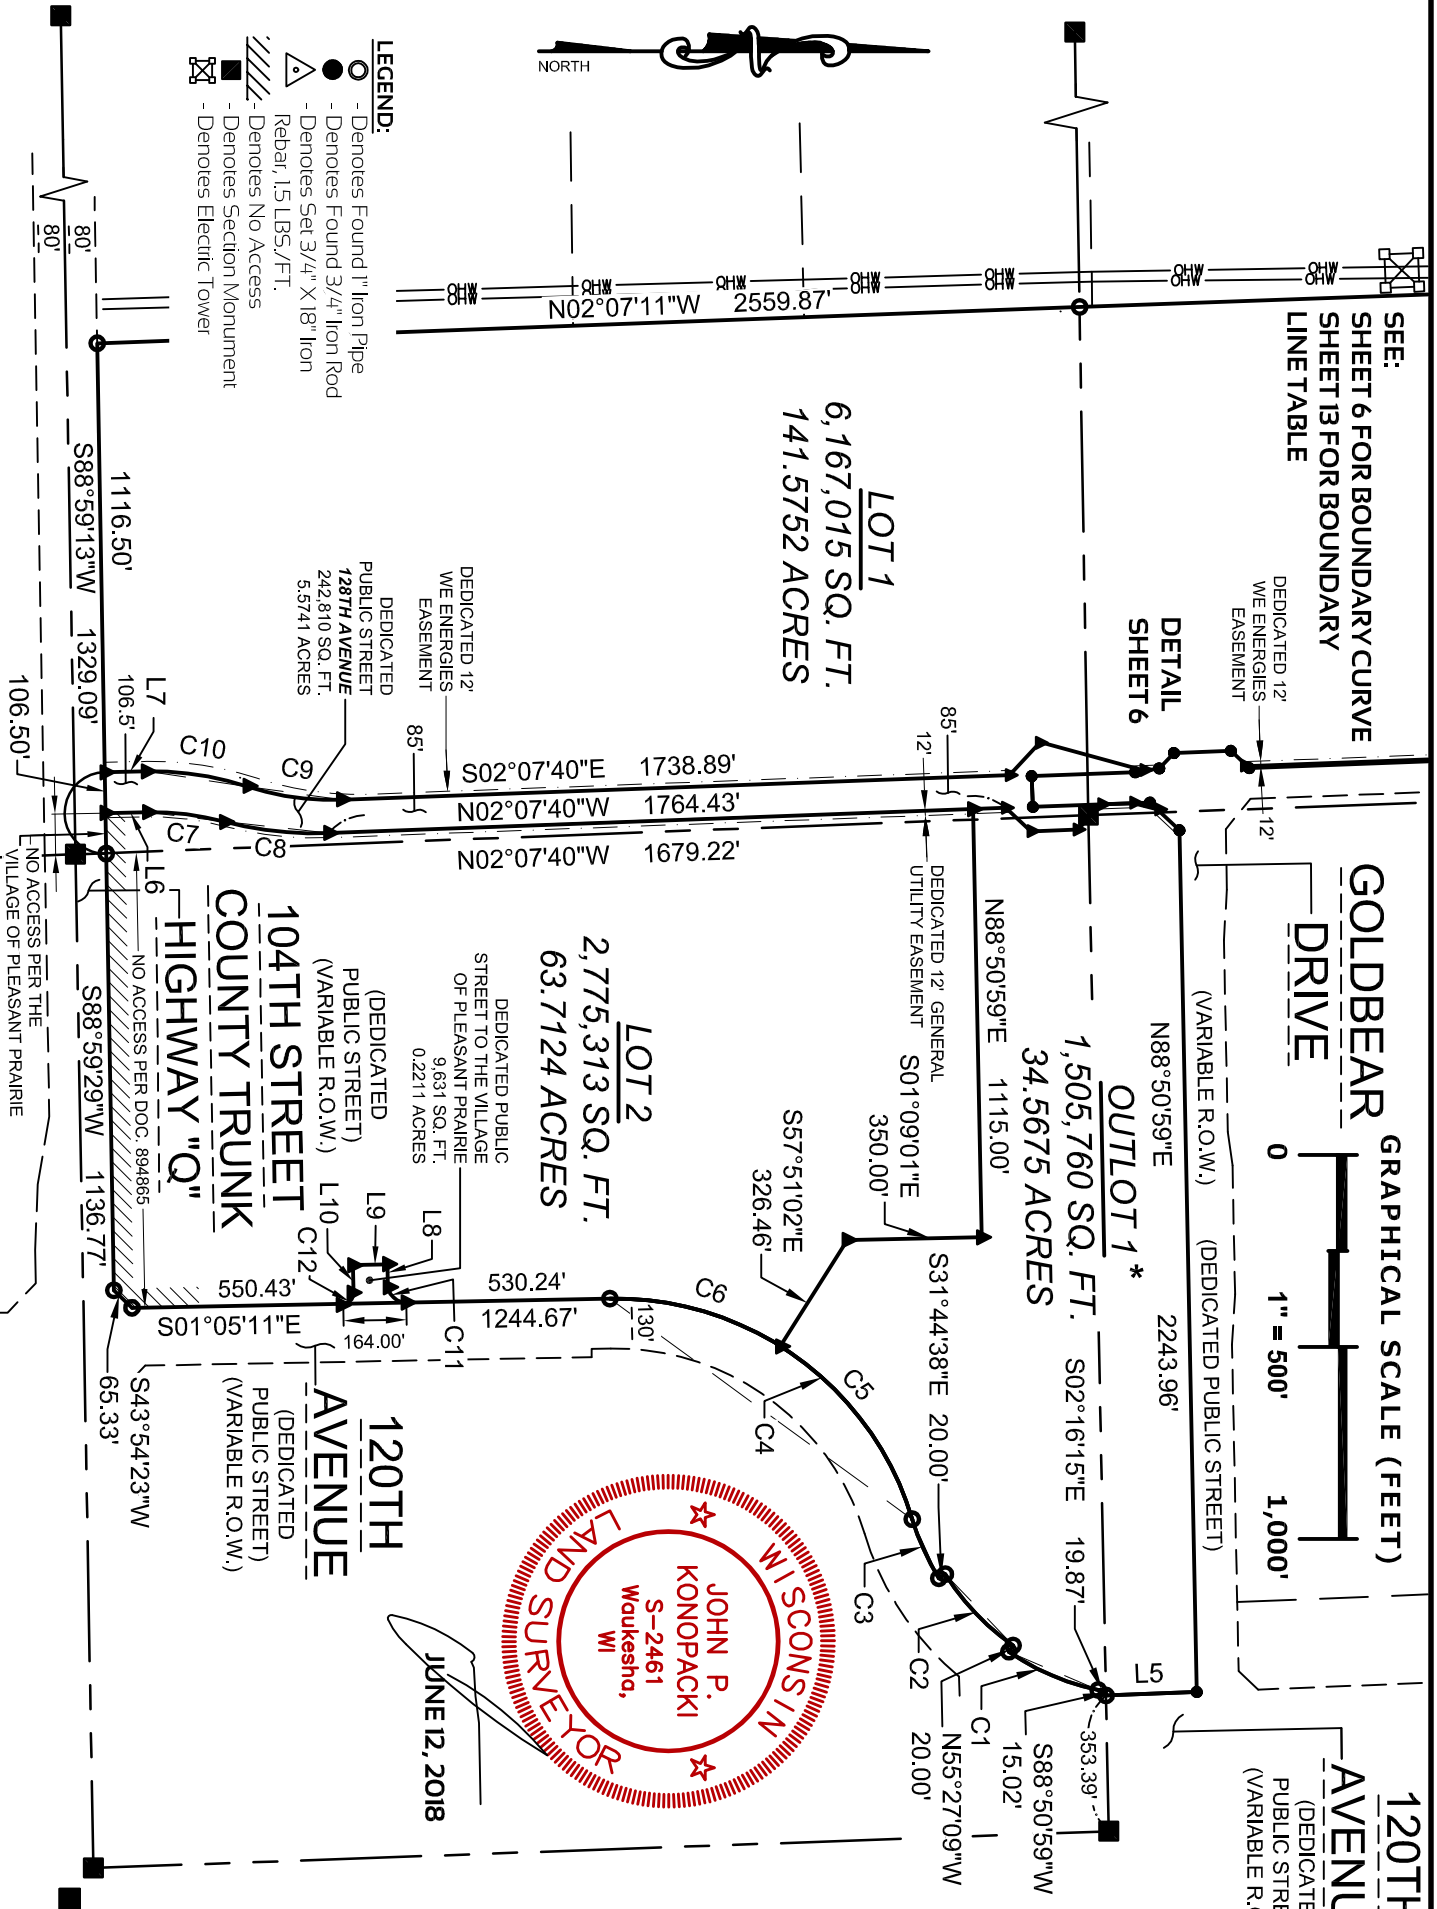 SEE:
SHEET 6 FOR BOUNDARY CURVE
SHEET 13 FOR BOUNDARY
LINE TABLE
GOLDBEAR
DRIVE
(VARIABLE R.O.W.)
(DEDICATED PUBLIC STREET)
GRAPHICAL SCALE (FEET)
0
1" = 500'
1,000'
120TH
(DEDICATE
PUBLIC STRE
DEDICATED 12'
WE ENERGIES
EASEMENT
12'
DETAIL
SHEET 6
N88°50'59"E
2243.96'
L5
OUTLOT 1 *
1,505,760 SQ. FT.
34.5675 ACRES
S02°16'15"E
19.87'
353.39'
S88°50'59"W
15.02'
N55°27'09"W
20.00'
C1
C2
C3
S31°44'38"E
20.00'
C4
C5
C6
N88°50'59"E
1115.00'
S01°09'01"E
350.00'
S57°51'02"E
326.46'
DEDICATED 12' GENERAL
UTILITY EASEMENT
85'
12'
NORTH
OHW
OHW
OHW
OHW
OHW
OHW
OHW
OHW
OHW
OHW
OHW
OHW
OHW
OHW
N02°07'11"W
2559.87'
LOT 1
6,167,015 SQ. FT.
141.5752 ACRES
S02°07'40"E
1738.89'
N02°07'40"W
1764.43'
N02°07'40"W
1679.22'
DEDICATED 12'
WE ENERGIES
EASEMENT
85'
DEDICATED
PUBLIC STREET
128TH AVENUE
242,810 SQ. FT.
5.5741 ACRES
LOT 2
2,775,313 SQ. FT.
63.7124 ACRES
DEDICATED PUBLIC
STREET TO THE VILLAGE
OF PLEASANT PRAIRIE
9,631 SQ. FT.
0.2211 ACRES
L8
L9
L10
C11
C12
130'
530.24'
1244.67'
550.43'
164.00'
S01°05'11"E
S43°54'23"W
65.33'
120TH
AVENUE
(DEDICATED
PUBLIC STREET)
(VARIABLE R.O.W.)
WISCONSIN
JOHN P.
KONOPACKI
S-2461
Waukesha,
WI
LAND SURVEYOR
JUNE 12, 2018
LEGEND:
- Denotes Found 1" Iron Pipe
- Denotes Found 3/4" Iron Rod
- Denotes Set 3/4" X 18" Iron
Rebar, 1.5 LBS./FT.
- Denotes No Access
- Denotes Section Monument
- Denotes Electric Tower
C10
C9
C7
C8
L7
106.5'
L6
104TH STREET
COUNTY TRUNK
HIGHWAY "Q"
(DEDICATED
PUBLIC STREET)
(VARIABLE R.O.W.)
NO ACCESS PER DOC. 894865
80'
80'
1116.50'
S88°59'13"W
1329.09'
106.50'
S88°59'29"W
1136.77'
NO ACCESS PER THE
VILLAGE OF PLEASANT PRAIRIE